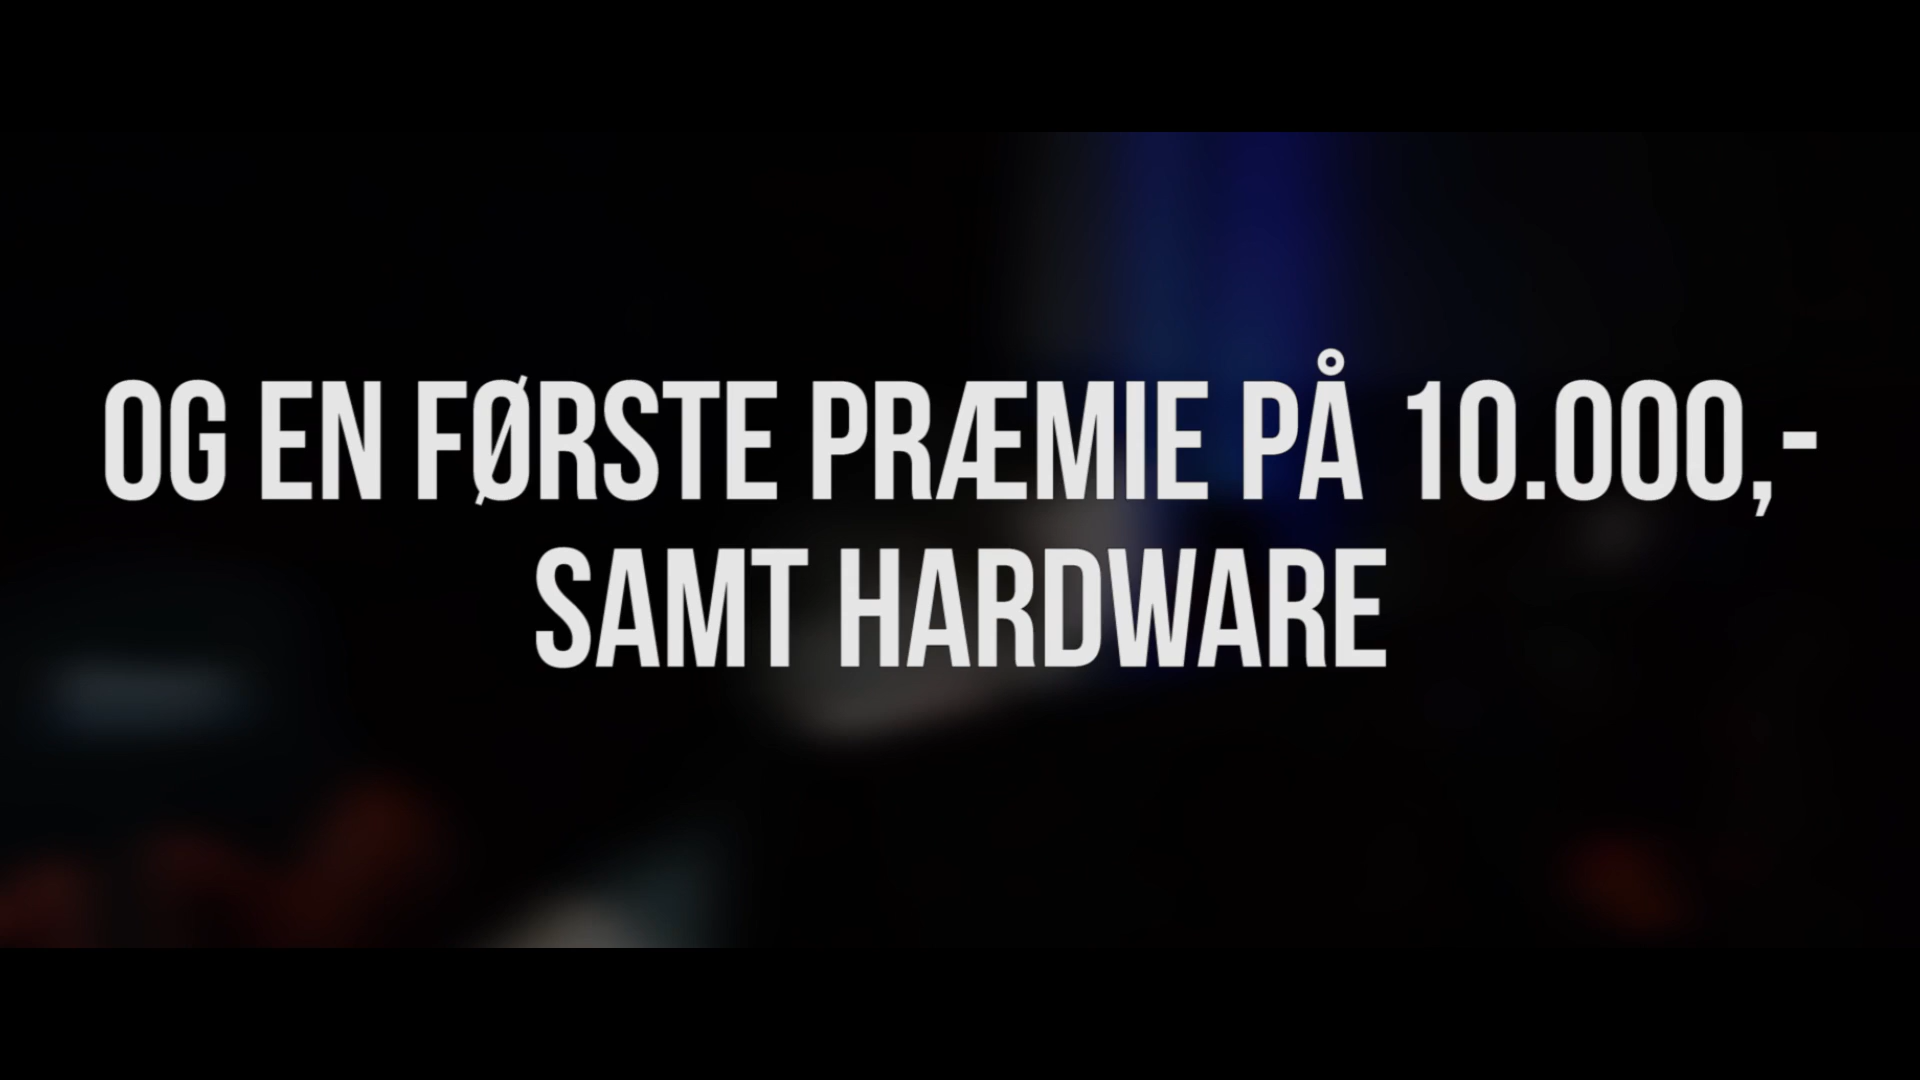 OG EN FØRSTE PRÆMIE PÅ 10.000,-
SAMT HARDWARE